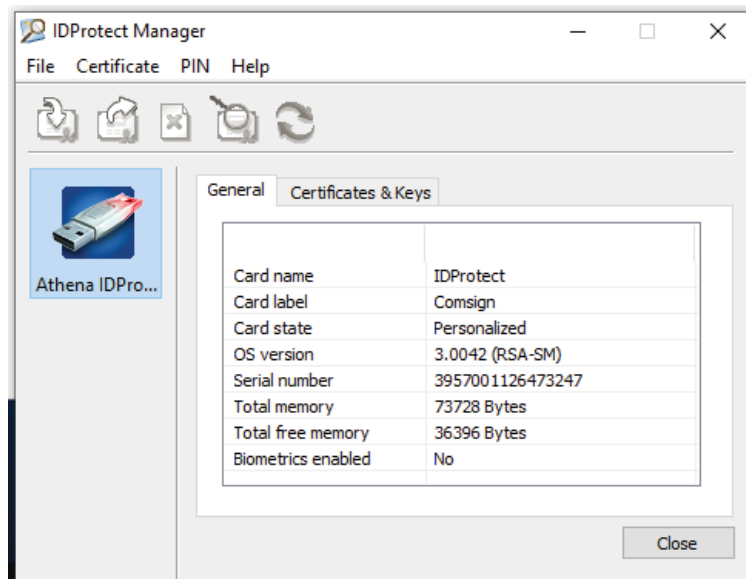 IDProtect Manager
File Certificate PIN Help
General Certificates & Keys
Athena IDPro...
Card name IDProtect
Card label Comsign
Card state Personalized
OS version 3.0042 (RSA-SM)
Serial number 3957001126473247
Total memory 73728 Bytes
Total free memory 36396 Bytes
Biometrics enabled No
Close